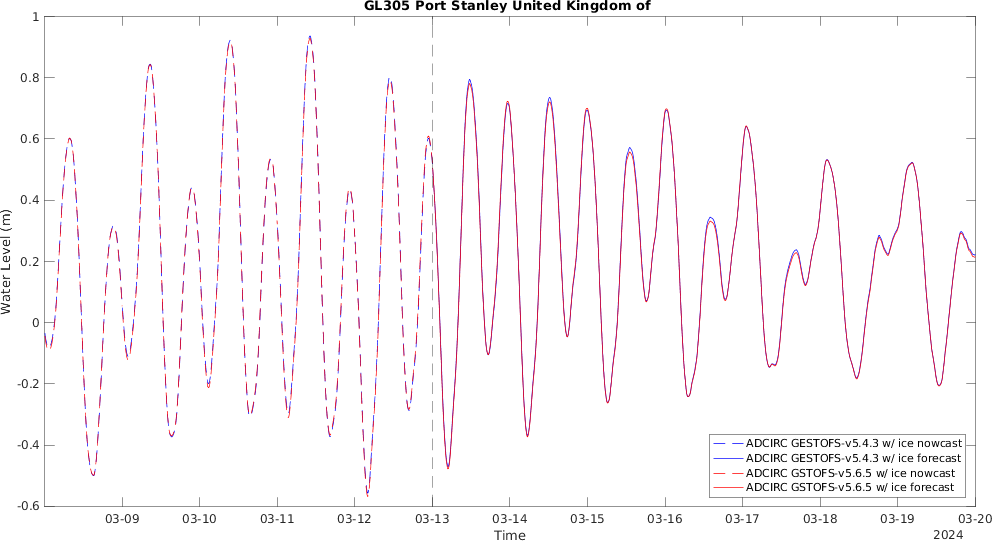 GL305 Port Stanley United Kingdom of
Water Level (m)
1
0.8
0.6
0.4
0.2
0
-0.2
-0.4
-0.6
ADCIRC GESTOFS-v5.4.3 w/ ice nowcast
ADCIRC GESTOFS-v5.4.3 w/ ice forecast
ADCIRC GSTOFS-v5.6.5 w/ ice nowcast
ADCIRC GSTOFS-v5.6.5 w/ ice forecast
03-09 03-10 03-11 03-12 03-13 03-14 03-15 03-16 03-17 03-18 03-19 03-20
Time
2024